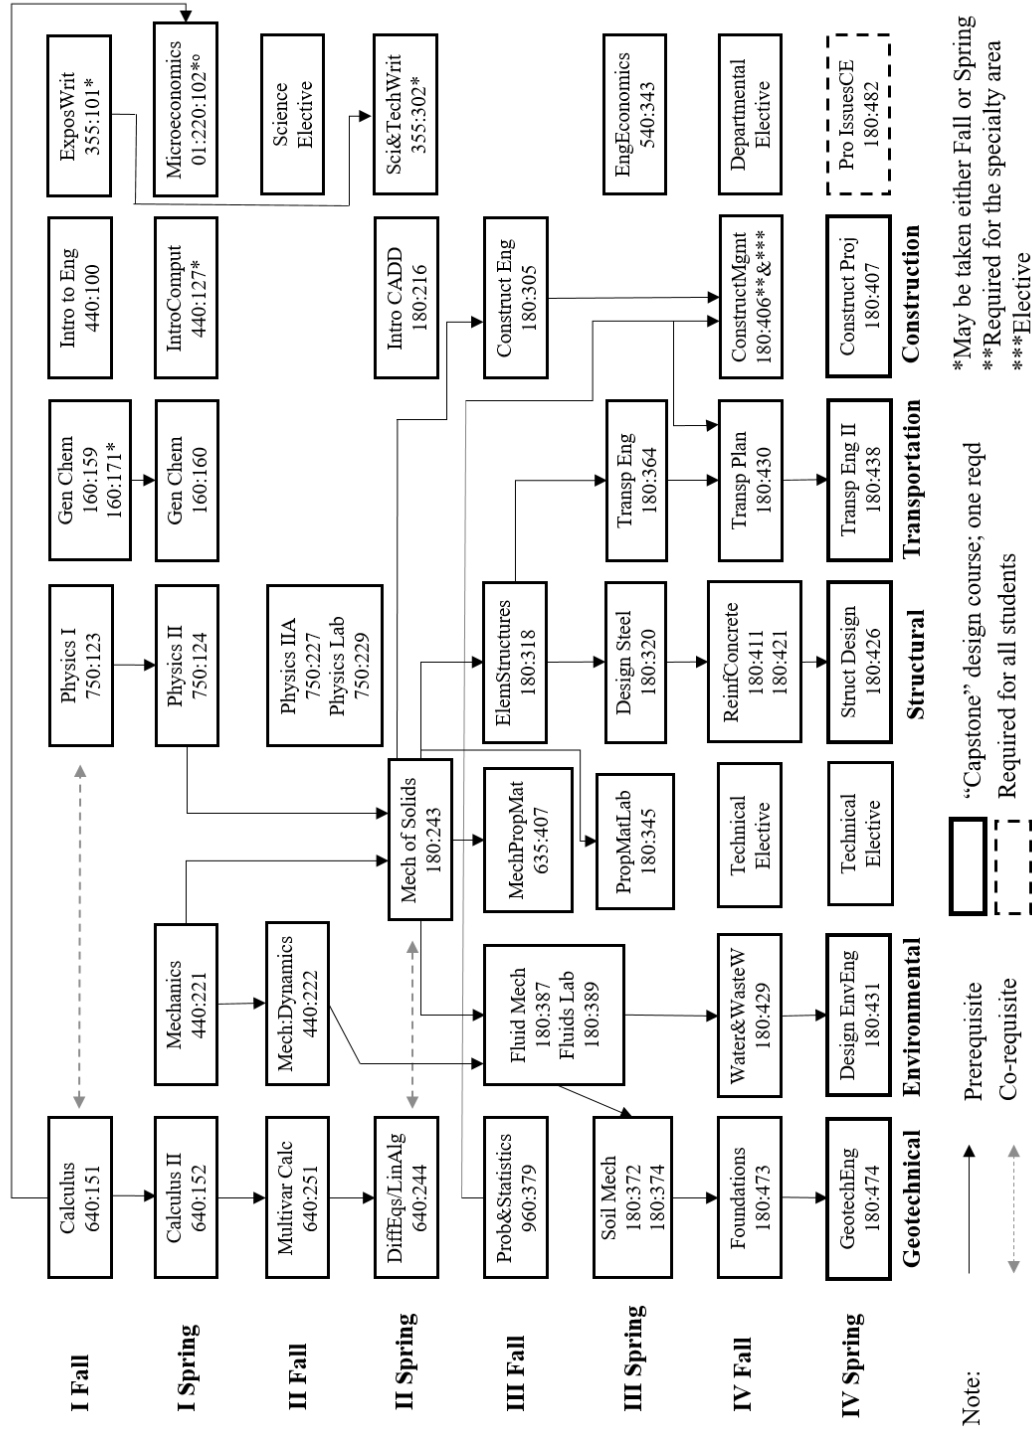 I Fall
Calculus
640:151
Physics I
750:123
Gen Chem
160:159
160:171*
Intro to Eng
440:100
ExposWrit
355:101*
I Spring
Calculus II
640:152
Mechanics
440:221
Physics II
750:124
Gen Chem
160:160
IntroComput
440:127*
Microeconomics
01:220:102*°
II Fall
Multivar Calc
640:251
Mech:Dynamics
440:222
Physics IIA
750:227
Physics Lab
750:229
Science
Elective
II Spring
DiffEqs/LinAlg
640:244
Mech of Solids
180:243
Intro CADD
180:216
Sci&TechWrit
355:302*
III Fall
Prob&Statistics
960:379
Fluid Mech
180:387
Fluids Lab
180:389
MechPropMat
635:407
ElemStructures
180:318
Construct Eng
180:305
III Spring
Soil Mech
180:372
180:374
PropMatLab
180:345
Design Steel
180:320
Transp Eng
180:364
EngEconomics
540:343
IV Fall
Foundations
180:473
Water&WasteW
180:429
Technical
Elective
ReinfConcrete
180:411
180:421
Transp Plan
180:430
ConstructMgmt
180:406**&***
Departmental
Elective
IV Spring
GeotechEng
180:474
Design EnvEng
180:431
Technical
Elective
Struct Design
180:426
Transp Eng II
180:438
Construct Proj
180:407
Pro IssuesCE
180:482
Geotechnical
Environmental
Structural
Transportation
Construction
Note:
Prerequisite
Co-requisite
“Capstone” design course; one reqd
Required for all students
*May be taken either Fall or Spring
**Required for the specialty area
***Elective